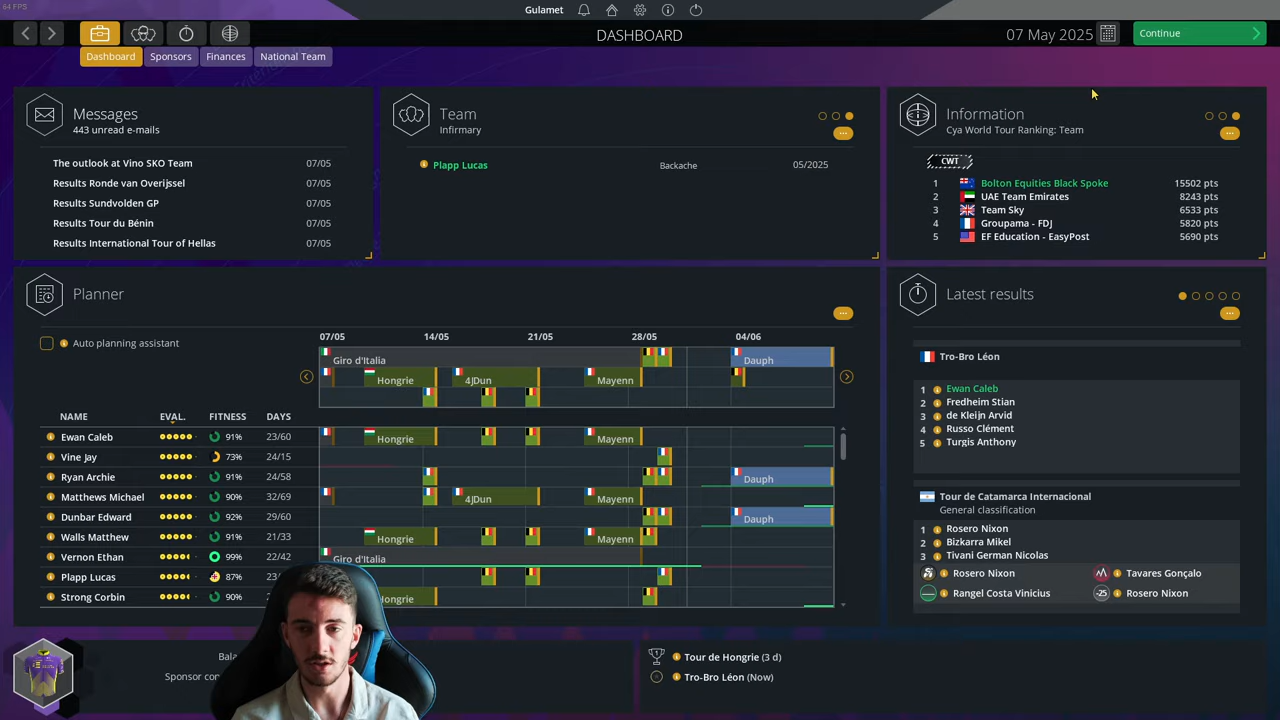 64 FPS
Gulamet
DASHBOARD
07 May 2025
Continue
Dashboard
Sponsors
Finances
National Team
Messages
443 unread e-mails
The outlook at Vino SKO Team 07/05
Results Ronde van Overijssel 07/05
Results Sundvolden GP 07/05
Results Tour du Bénin 07/05
Results International Tour of Hellas 07/05
Team
Infirmary
Plapp Lucas Backache 05/2025
Information
Cya World Tour Ranking: Team
CWT
1 Bolton Equities Black Spoke 15502 pts
2 UAE Team Emirates 8243 pts
3 Team Sky 6533 pts
4 Groupama - FDJ 5820 pts
5 EF Education - EasyPost 5690 pts
Planner
Auto planning assistant
07/05 14/05 21/05 28/05 04/06
Giro d'Italia Dauph
Hongrie 4JDun Mayenn
NAME EVAL. FITNESS DAYS
Ewan Caleb 91% 23/60 Hongrie Mayenn
Vine Jay 73% 24/15
Ryan Archie 91% 24/58 Dauph
Matthews Michael 90% 32/69 4JDun Mayenn
Dunbar Edward 92% 29/60 Dauph
Walls Matthew 91% 21/33 Hongrie Mayenn
Vernon Ethan 99% 22/42 Giro d'Italia
Plapp Lucas 87%
Strong Corbin 90%
Latest results
Tro-Bro Léon
1 Ewan Caleb
2 Fredheim Stian
3 de Kleijn Arvid
4 Russo Clément
5 Turgis Anthony
Tour de Catamarca Internacional
General classification
1 Rosero Nixon
2 Bizkarra Mikel
3 Tivani German Nicolas
Rosero Nixon Tavares Gonçalo
Rangel Costa Vinicius -25 Rosero Nixon
Sponsor
Tour de Hongrie (3 d)
Tro-Bro Léon (Now)